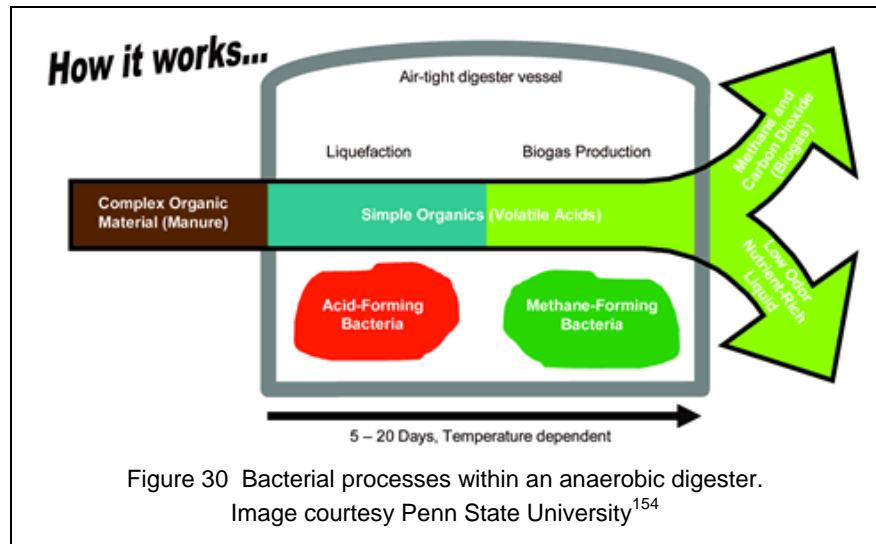 How it works...
Air-tight digester vessel
Liquefaction
Biogas Production
Complex Organic
Material (Manure)
Simple Organics (Volatile Acids)
Methane and
Carbon Dioxide
(Biogas)
Low Odor
Nutrient-Rich
Liquid
Acid-Forming
Bacteria
Methane-Forming
Bacteria
5 – 20 Days, Temperature dependent
Figure 30 Bacterial processes within an anaerobic digester.
Image courtesy Penn State University154